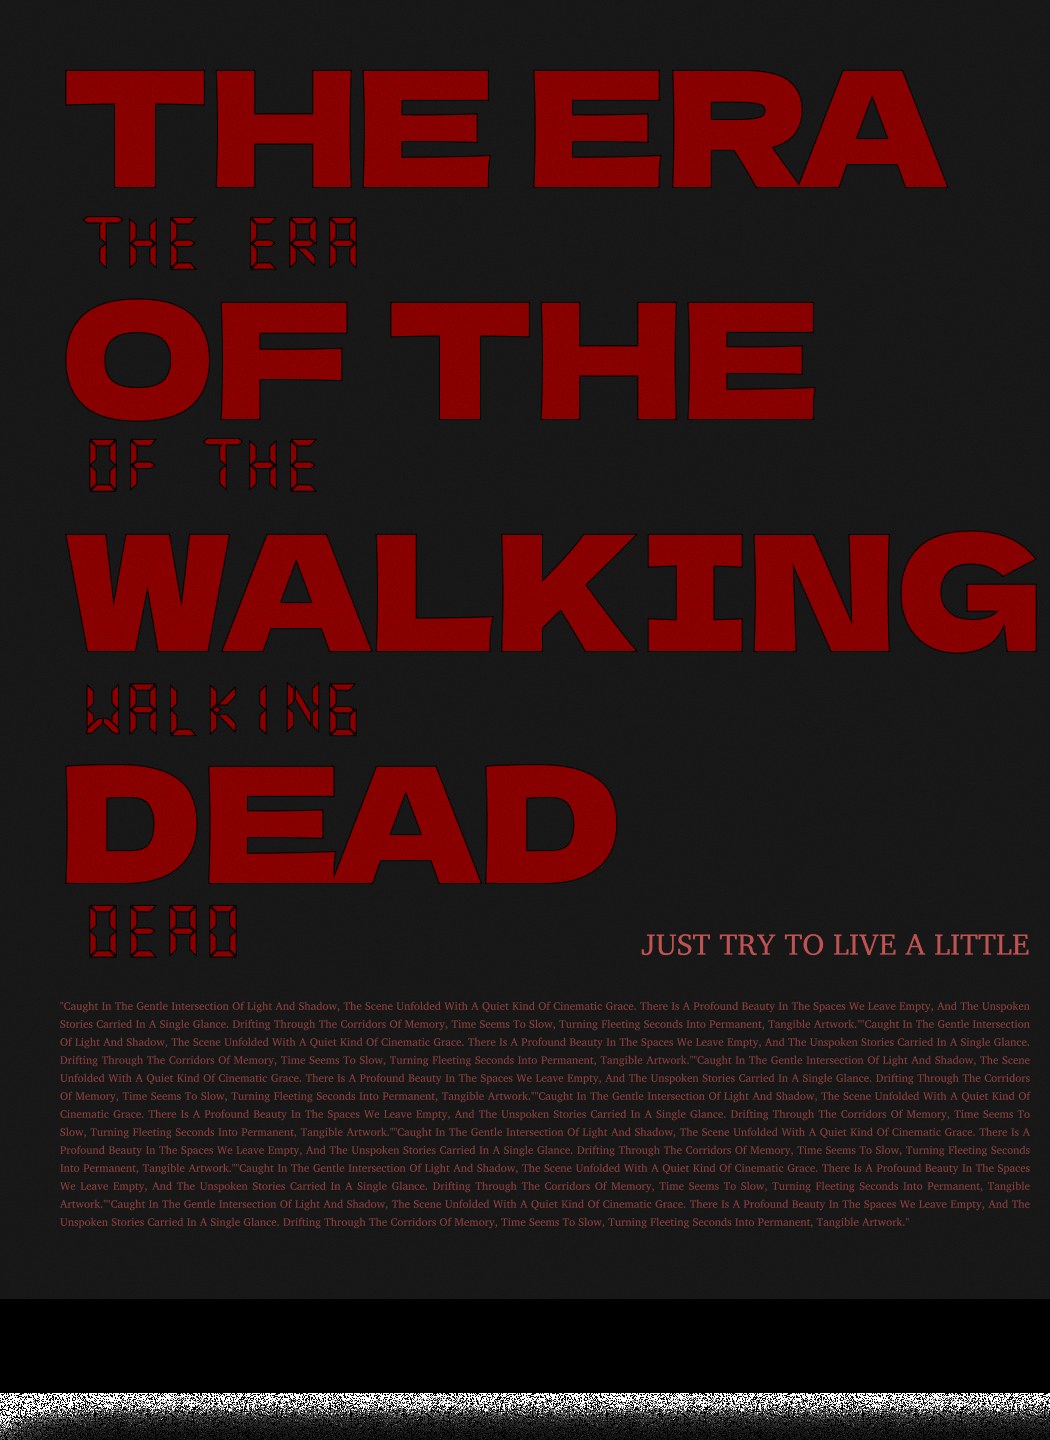 THE ERA
THE ERA
OF THE
OF THE
WALKING
WALKING
DEAD
DEAD
JUST TRY TO LIVE A LITTLE
"Caught In The Gentle Intersection Of Light And Shadow, The Scene Unfolded With A Quiet Kind Of Cinematic Grace. There Is A Profound Beauty In The Spaces We Leave Empty, And The Unspoken
Stories Carried In A Single Glance. Drifting Through The Corridors Of Memory, Time Seems To Slow, Turning Fleeting Seconds Into Permanent, Tangible Artwork.""Caught In The Gentle Intersection
Of Light And Shadow, The Scene Unfolded With A Quiet Kind Of Cinematic Grace. There Is A Profound Beauty In The Spaces We Leave Empty, And The Unspoken Stories Carried In A Single Glance.
Drifting Through The Corridors Of Memory, Time Seems To Slow, Turning Fleeting Seconds Into Permanent, Tangible Artwork.""Caught In The Gentle Intersection Of Light And Shadow, The Scene
Unfolded With A Quiet Kind Of Cinematic Grace. There Is A Profound Beauty In The Spaces We Leave Empty, And The Unspoken Stories Carried In A Single Glance. Drifting Through The Corridors
Of Memory, Time Seems To Slow, Turning Fleeting Seconds Into Permanent, Tangible Artwork.""Caught In The Gentle Intersection Of Light And Shadow, The Scene Unfolded With A Quiet Kind Of
Cinematic Grace. There Is A Profound Beauty In The Spaces We Leave Empty, And The Unspoken Stories Carried In A Single Glance. Drifting Through The Corridors Of Memory, Time Seems To
Slow, Turning Fleeting Seconds Into Permanent, Tangible Artwork.""Caught In The Gentle Intersection Of Light And Shadow, The Scene Unfolded With A Quiet Kind Of Cinematic Grace. There Is A
Profound Beauty In The Spaces We Leave Empty, And The Unspoken Stories Carried In A Single Glance. Drifting Through The Corridors Of Memory, Time Seems To Slow, Turning Fleeting Seconds
Into Permanent, Tangible Artwork.""Caught In The Gentle Intersection Of Light And Shadow, The Scene Unfolded With A Quiet Kind Of Cinematic Grace. There Is A Profound Beauty In The Spaces
We Leave Empty, And The Unspoken Stories Carried In A Single Glance. Drifting Through The Corridors Of Memory, Time Seems To Slow, Turning Fleeting Seconds Into Permanent, Tangible
Artwork.""Caught In The Gentle Intersection Of Light And Shadow, The Scene Unfolded With A Quiet Kind Of Cinematic Grace. There Is A Profound Beauty In The Spaces We Leave Empty, And The
Unspoken Stories Carried In A Single Glance. Drifting Through The Corridors Of Memory, Time Seems To Slow, Turning Fleeting Seconds Into Permanent, Tangible Artwork."